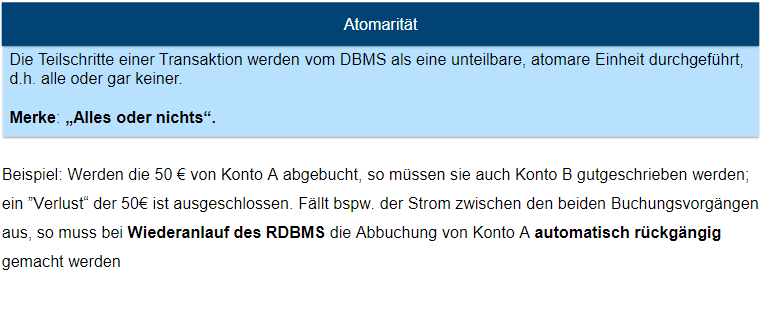 Atomarität
Die Teilschritte einer Transaktion werden vom DBMS als eine unteilbare, atomare Einheit durchgeführt,
d.h. alle oder gar keiner.
Merke: „Alles oder nichts“.
Beispiel: Werden die 50 € von Konto A abgebucht, so müssen sie auch Konto B gutgeschrieben werden;
ein ”Verlust“ der 50€ ist ausgeschlossen. Fällt bspw. der Strom zwischen den beiden Buchungsvorgängen
aus, so muss bei Wiederanlauf des RDBMS die Abbuchung von Konto A automatisch rückgängig
gemacht werden